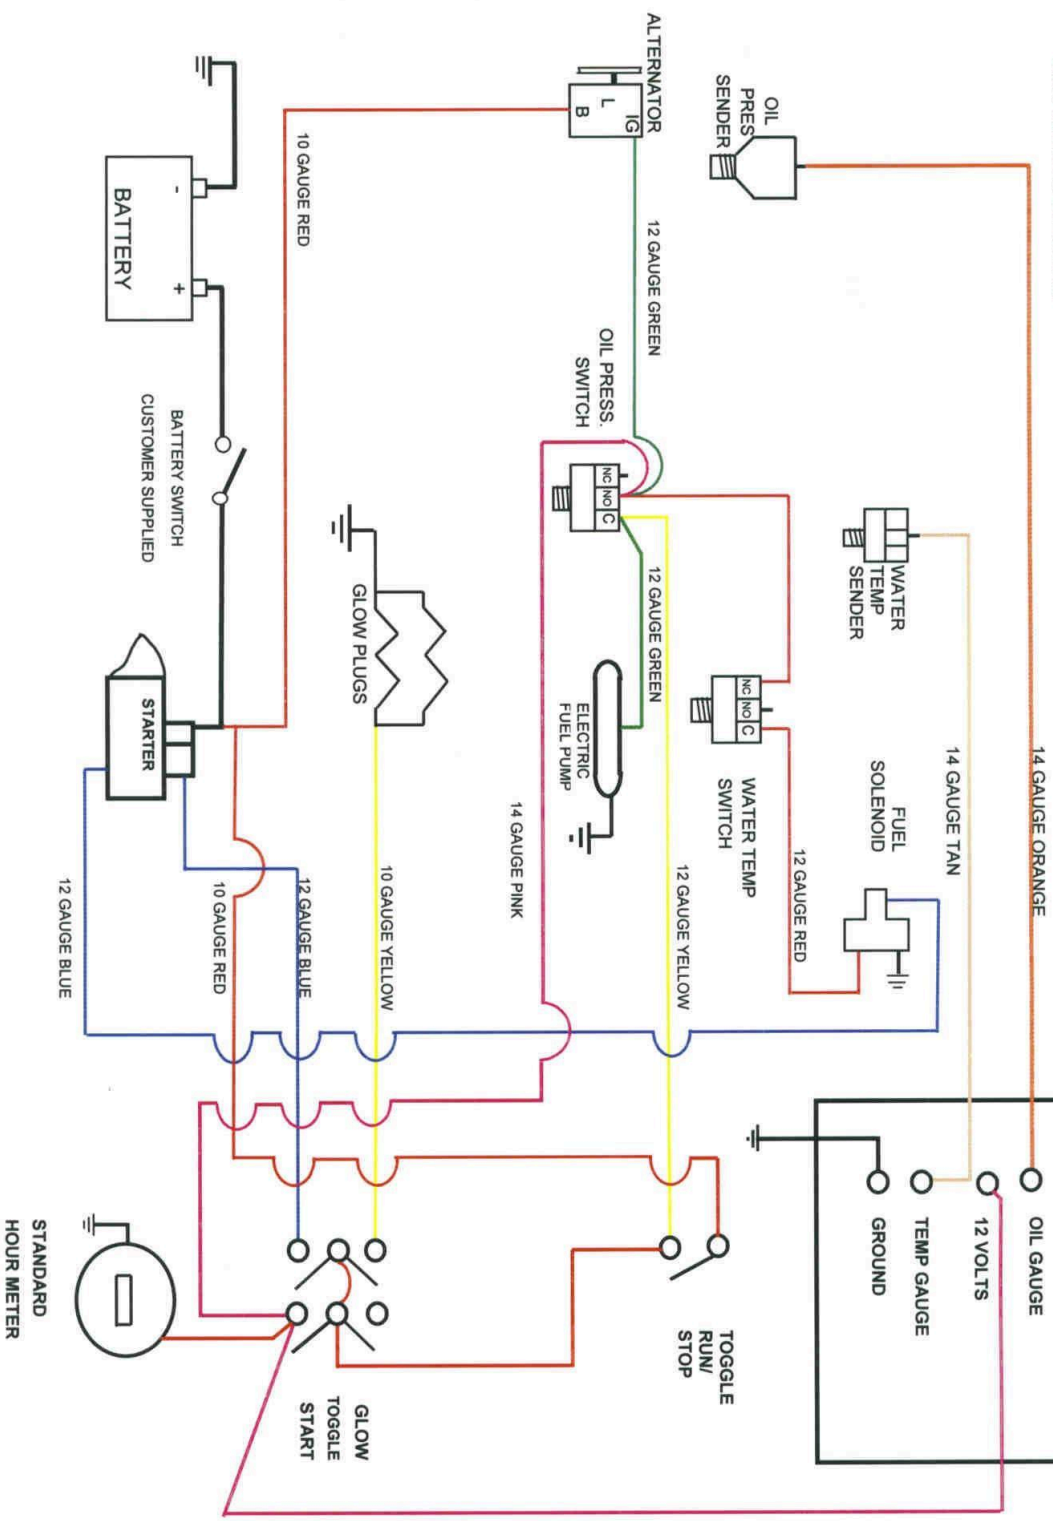 ALTERNATOR
IG
L
B
OIL
PRES
SENDER
14 GAUGE ORANGE
12 GAUGE GREEN
10 GAUGE RED
-
+
BATTERY
BATTERY SWITCH
CUSTOMER SUPPLIED
OIL PRESS.
SWITCH
NC
NO
C
WATER
TEMP
SENDER
14 GAUGE TAN
GLOW PLUGS
12 GAUGE GREEN
ELECTRIC
FUEL PUMP
NC
NO
C
WATER TEMP
SWITCH
FUEL
SOLENOID
STARTER
14 GAUGE PINK
12 GAUGE RED
12 GAUGE YELLOW
10 GAUGE YELLOW
12 GAUGE BLUE
10 GAUGE RED
12 GAUGE BLUE
OIL GAUGE
12 VOLTS
TEMP GAUGE
GROUND
TOGGLE
RUN/
STOP
GLOW
TOGGLE
START
STANDARD
HOUR METER